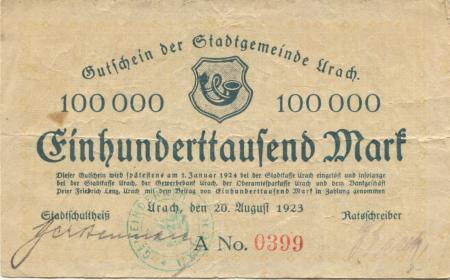 Gutschein der Stadtgemeinde Urach.
100 000 100 000
Einhunderttausend Mark
Dieser Gutschein wird spätestens am 1. Januar 1924 bei der Stadtkasse Urach eingelöst und insolange
bei der Stadtkasse Urach, der Gewerbebank Urach, der Oberamtssparkasse Urach und dem Bankgeschäft
Peter Friedrich Lenz, Urach mit dem Betrag von Einhunderttausend Mark in Zahlung genommen
Stadtschultheiß Urach, den 20. August 1923 Ratsschreiber
A No. 0399